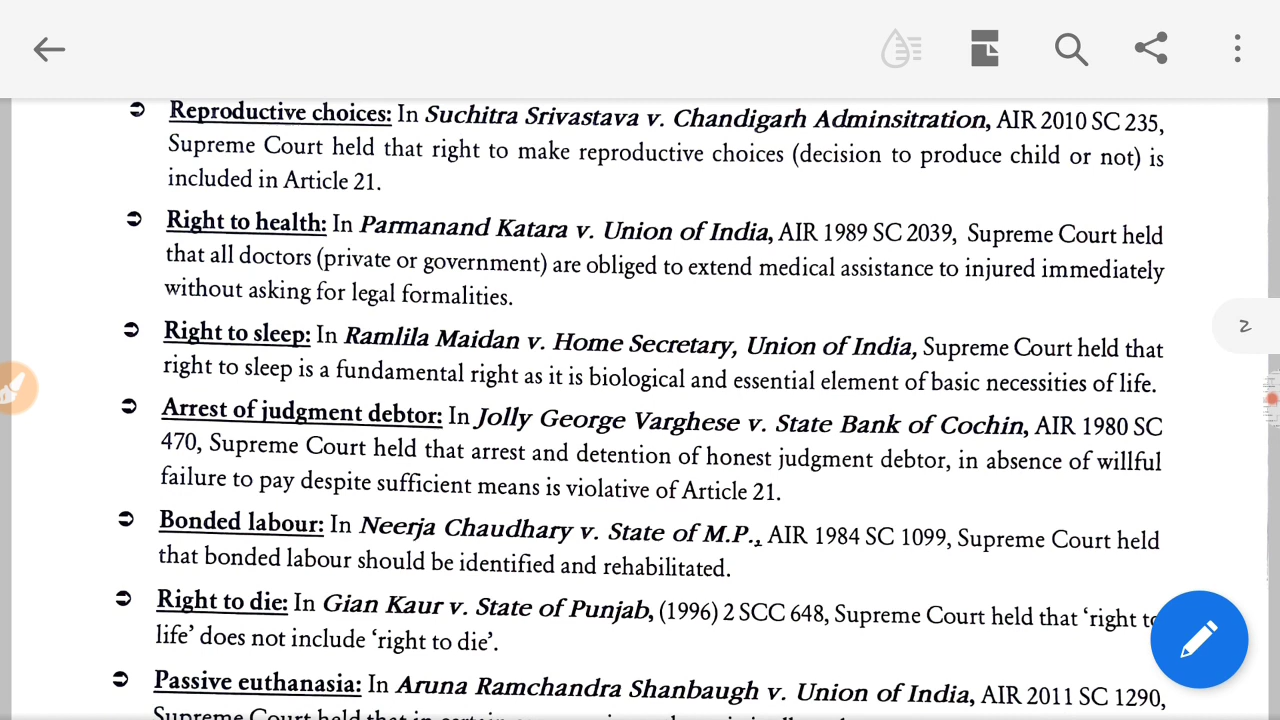 Reproductive choices: In Suchitra Srivastava v. Chandigarh Adminsitration, AIR 2010 SC 235,
Supreme Court held that right to make reproductive choices (decision to produce child or not) is
included in Article 21.
Right to health: In Parmanand Katara v. Union of India, AIR 1989 SC 2039, Supreme Court held
that all doctors (private or government) are obliged to extend medical assistance to injured immediately
without asking for legal formalities.
2
Right to sleep: In Ramlila Maidan v. Home Secretary, Union of India, Supreme Court held that
right to sleep is a fundamental right as it is biological and essential element of basic necessities of life.
Arrest of judgment debtor: In Jolly George Varghese v. State Bank of Cochin, AIR 1980 SC
470, Supreme Court held that arrest and detention of honest judgment debtor, in absence of willful
failure to pay despite sufficient means is violative of Article 21.
Bonded labour: In Neerja Chaudhary v. State of M.P., AIR 1984 SC 1099, Supreme Court held
that bonded labour should be identified and rehabilitated.
Right to die: In Gian Kaur v. State of Punjab, (1996) 2 SCC 648, Supreme Court held that ‘right to
life’ does not include ‘right to die’.
Passive euthanasia: In Aruna Ramchandra Shanbaugh v. Union of India, AIR 2011 SC 1290,
Supreme Court held that in certain